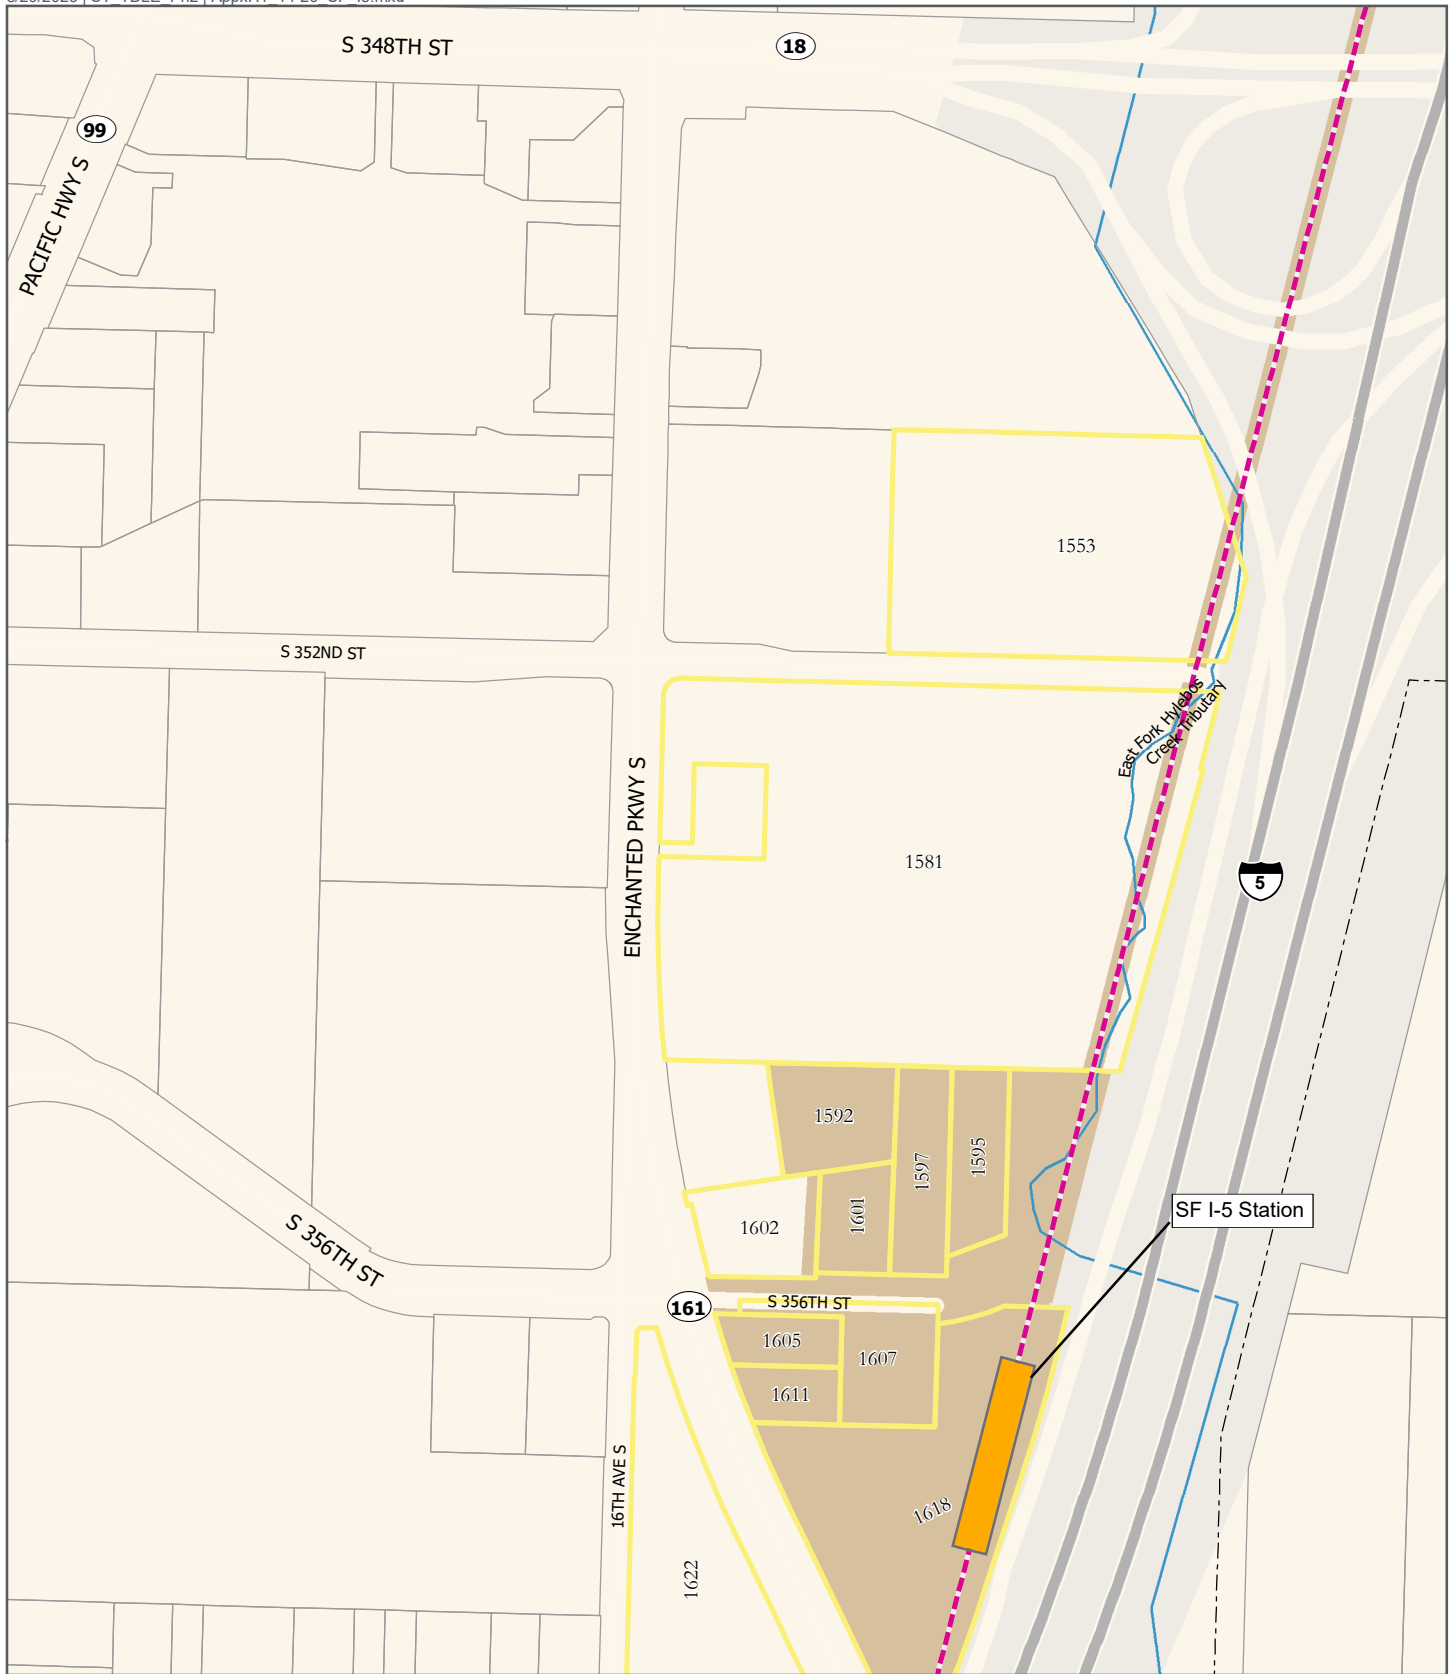 S 348TH ST
18
99
PACIFIC HWY S
1553
S 352ND ST
East Fork Hylebos
Creek Tributary
ENCHANTED PKWY S
1581
5
1592
1597
1595
1601
1602
SF I-5 Station
S 356TH ST
161
S 356TH ST
1605
1607
1611
16TH AVE S
1618
1622